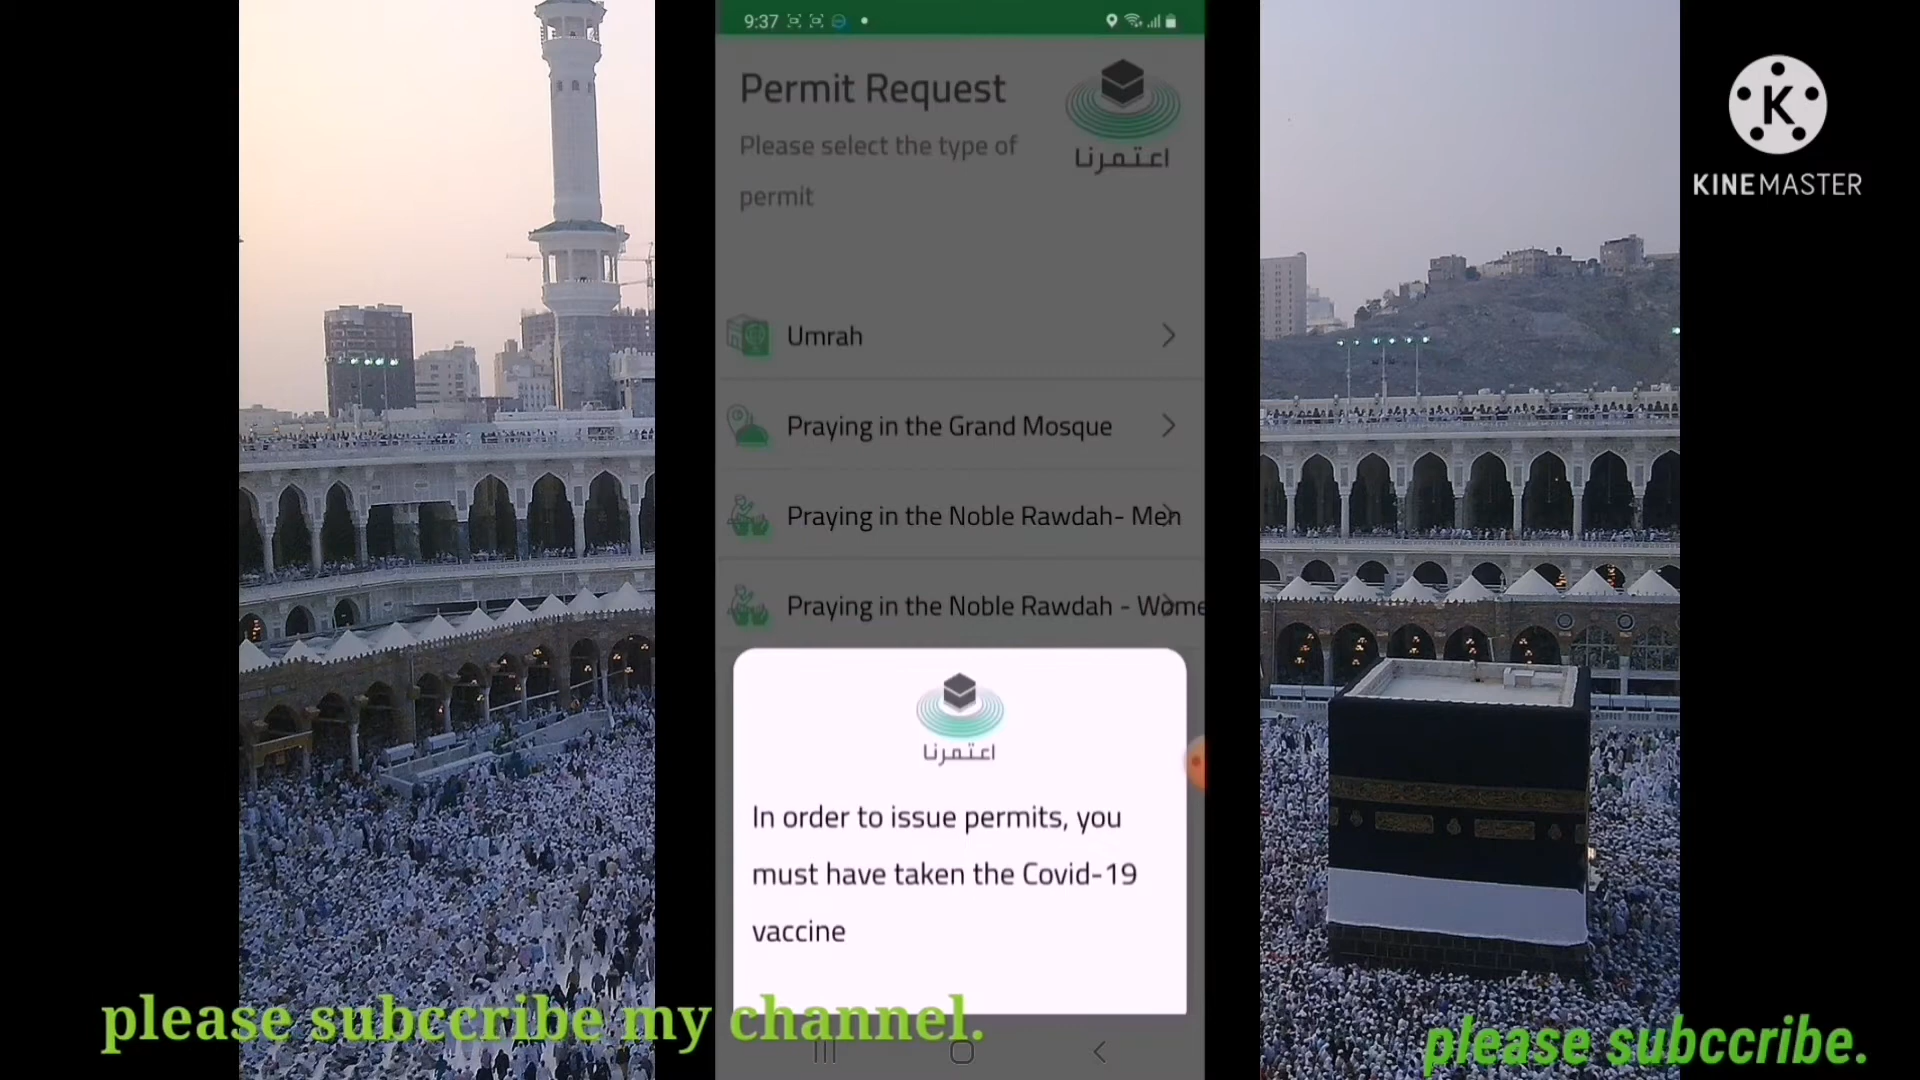 9:37
Permit Request
Please select the type of
permit
اعتمرنا
KINEMASTER
Umrah
Praying in the Grand Mosque
Praying in the Noble Rawdah- Men
Praying in the Noble Rawdah - Wome
اعتمرنا
In order to issue permits, you
must have taken the Covid-19
vaccine
please subccribe my channel.
please subccribe.